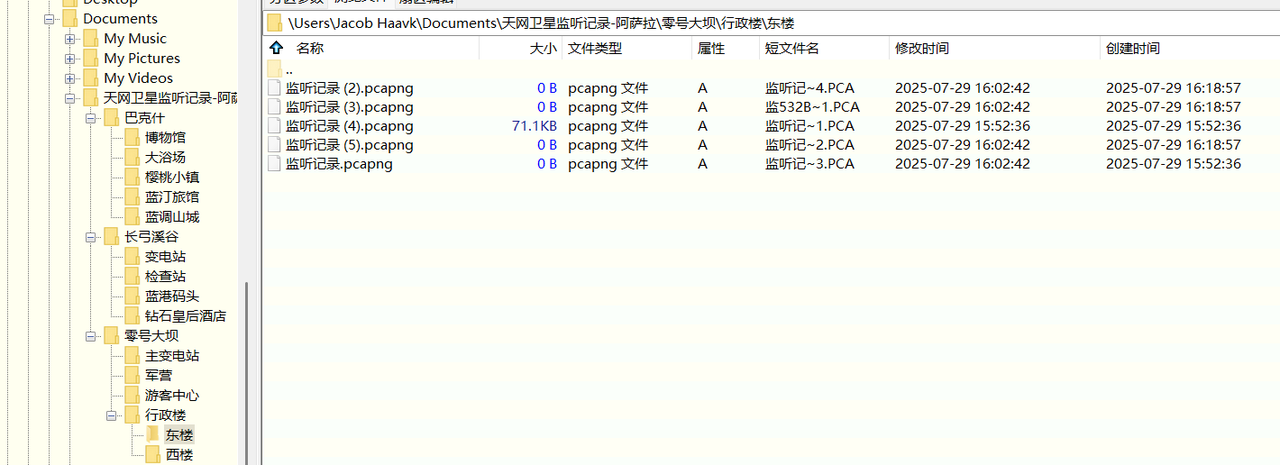 Desktop
Documents
My Music
My Pictures
My Videos
天网卫星监听记录-阿萨
巴克什
博物馆
大浴场
樱桃小镇
蓝汀旅馆
蓝调山城
长弓溪谷
变电站
检查站
蓝港码头
钻石皇后酒店
零号大坝
主变电站
军营
游客中心
行政楼
东楼
西楼
分区参数 浏览文件 扇区编辑
\Users\Jacob Haavk\Documents\天网卫星监听记录-阿萨拉\零号大坝\行政楼\东楼
名称 大小 文件类型 属性 短文件名 修改时间 创建时间
..
监听记录 (2).pcapng 0 B pcapng 文件 A 监听记~4.PCA 2025-07-29 16:02:42 2025-07-29 16:18:57
监听记录 (3).pcapng 0 B pcapng 文件 A 监532B~1.PCA 2025-07-29 16:02:42 2025-07-29 16:18:57
监听记录 (4).pcapng 71.1KB pcapng 文件 A 监听记~1.PCA 2025-07-29 15:52:36 2025-07-29 15:52:36
监听记录 (5).pcapng 0 B pcapng 文件 A 监听记~2.PCA 2025-07-29 16:02:42 2025-07-29 16:18:57
监听记录.pcapng 0 B pcapng 文件 A 监听记~3.PCA 2025-07-29 16:02:42 2025-07-29 15:52:36